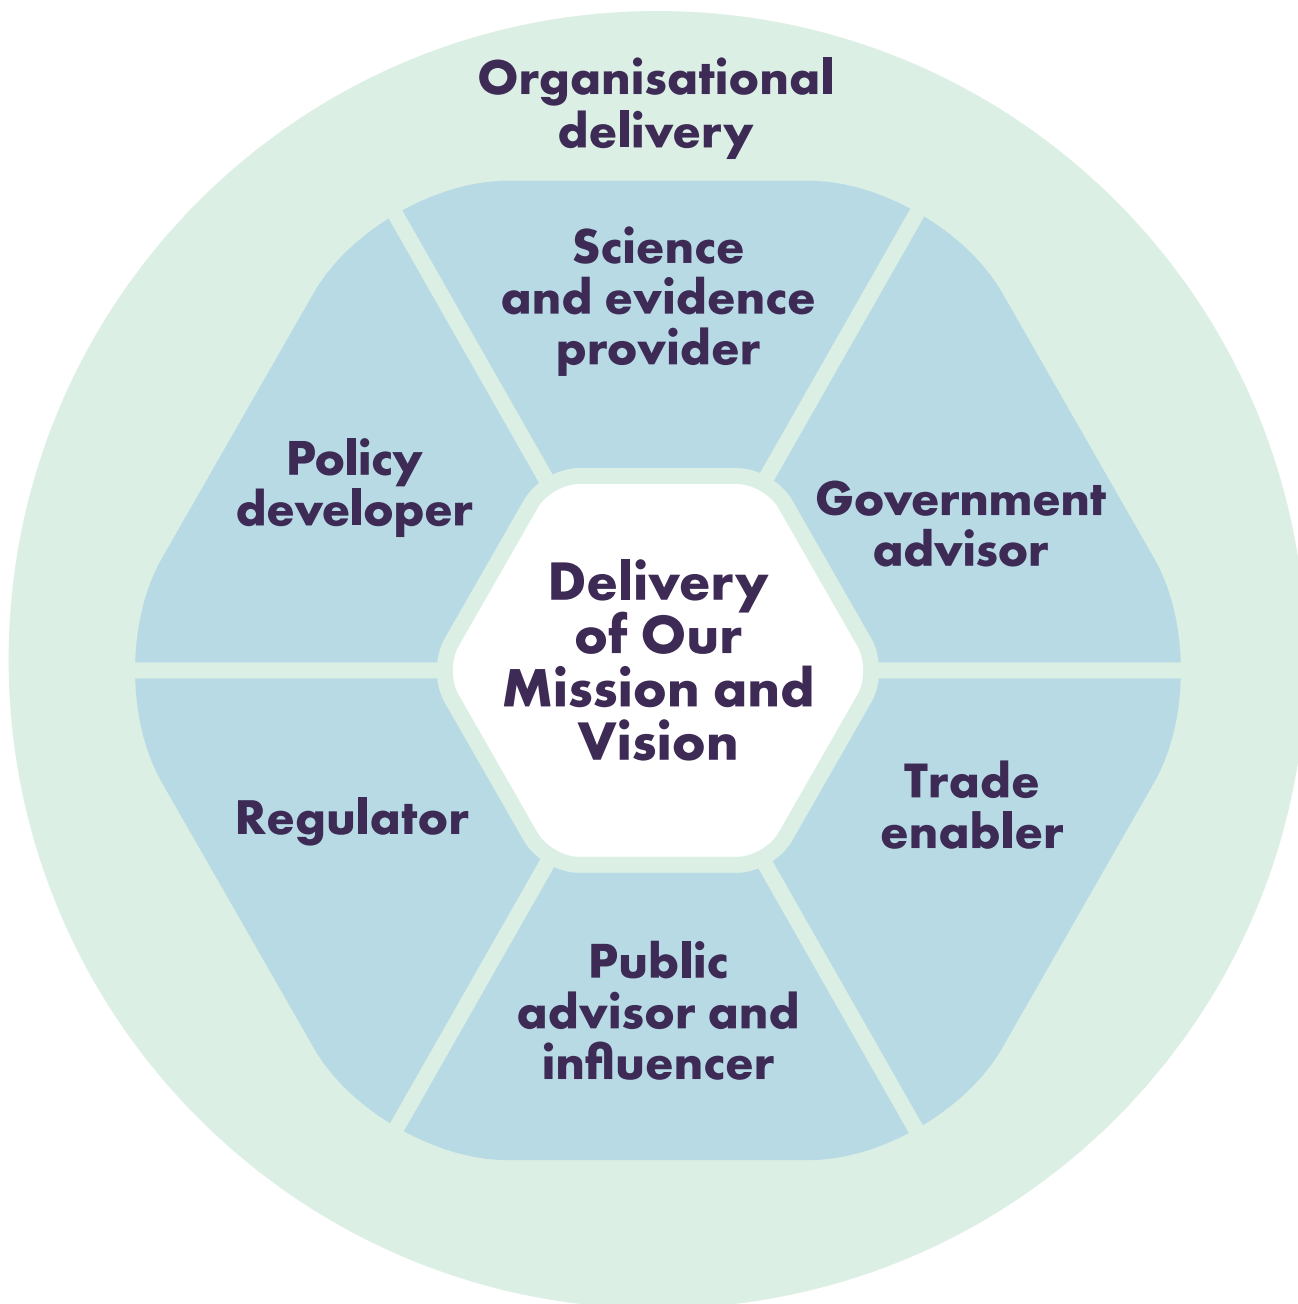 Organisational
delivery
Science
and evidence
provider
Policy
developer
Government
advisor
Delivery
of Our
Mission and
Vision
Regulator
Trade
enabler
Public
advisor and
influencer